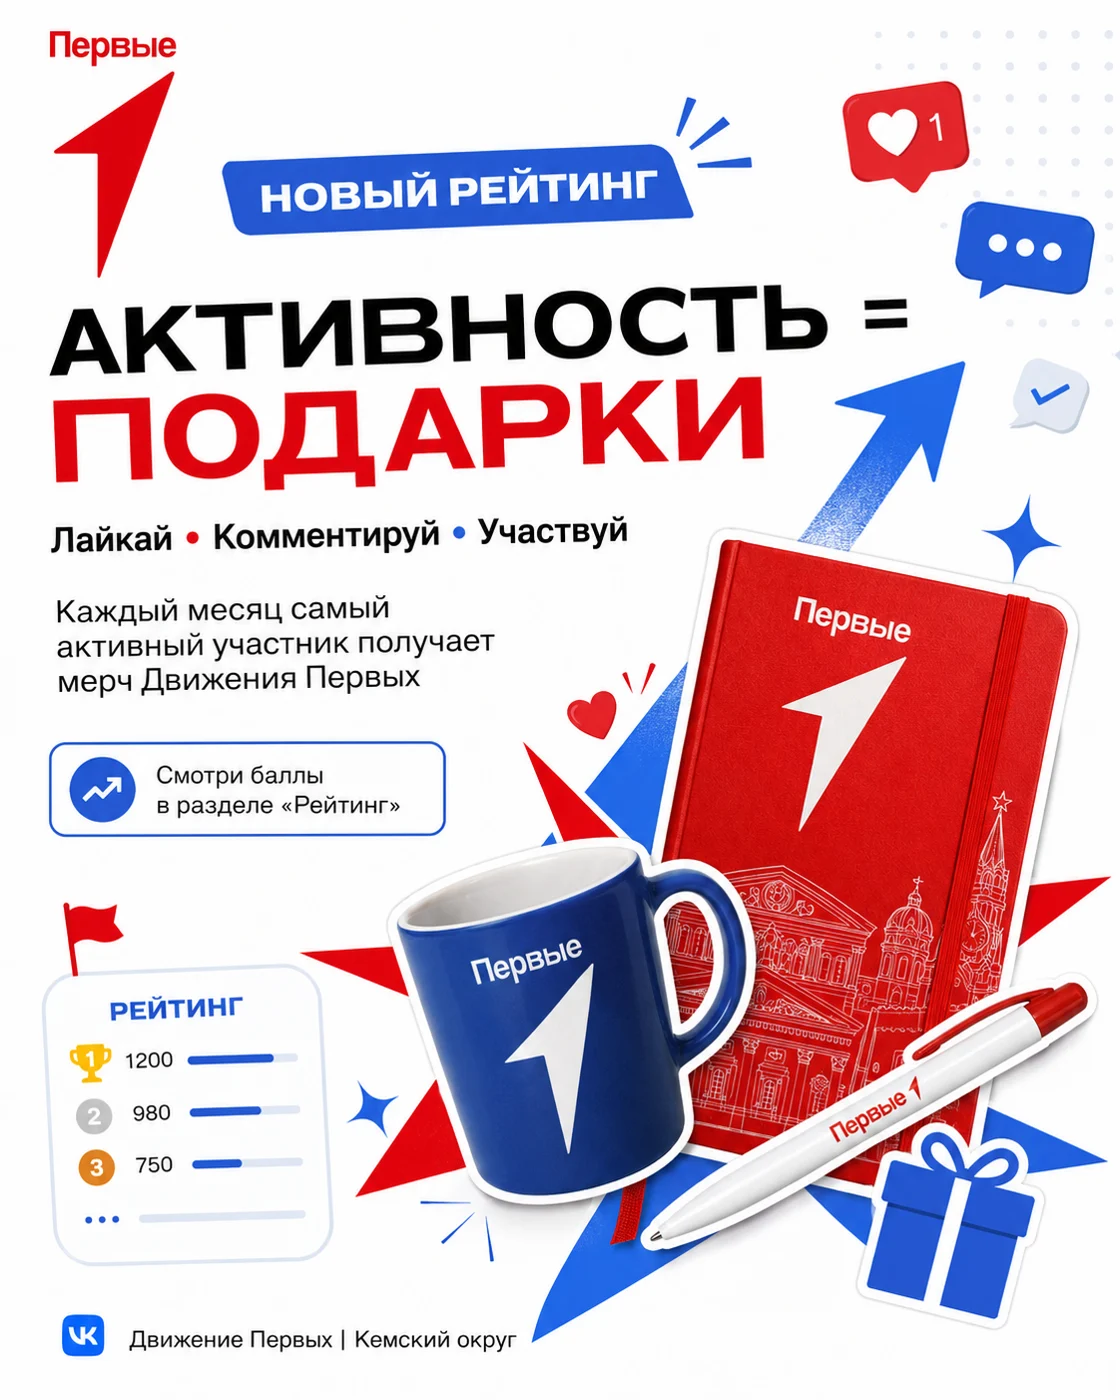 Первые
НОВЫЙ РЕЙТИНГ
1
АКТИВНОСТЬ =
ПОДАРКИ
Лайкай • Комментируй • Участвуй
Каждый месяц самый
активный участник получает
мерч Движения Первых
Смотри баллы
в разделе «Рейтинг»
Первые
Первые
Первые
РЕЙТИНГ
1 1200
2 980
3 750
...
VK Движение Первых | Кемский округ